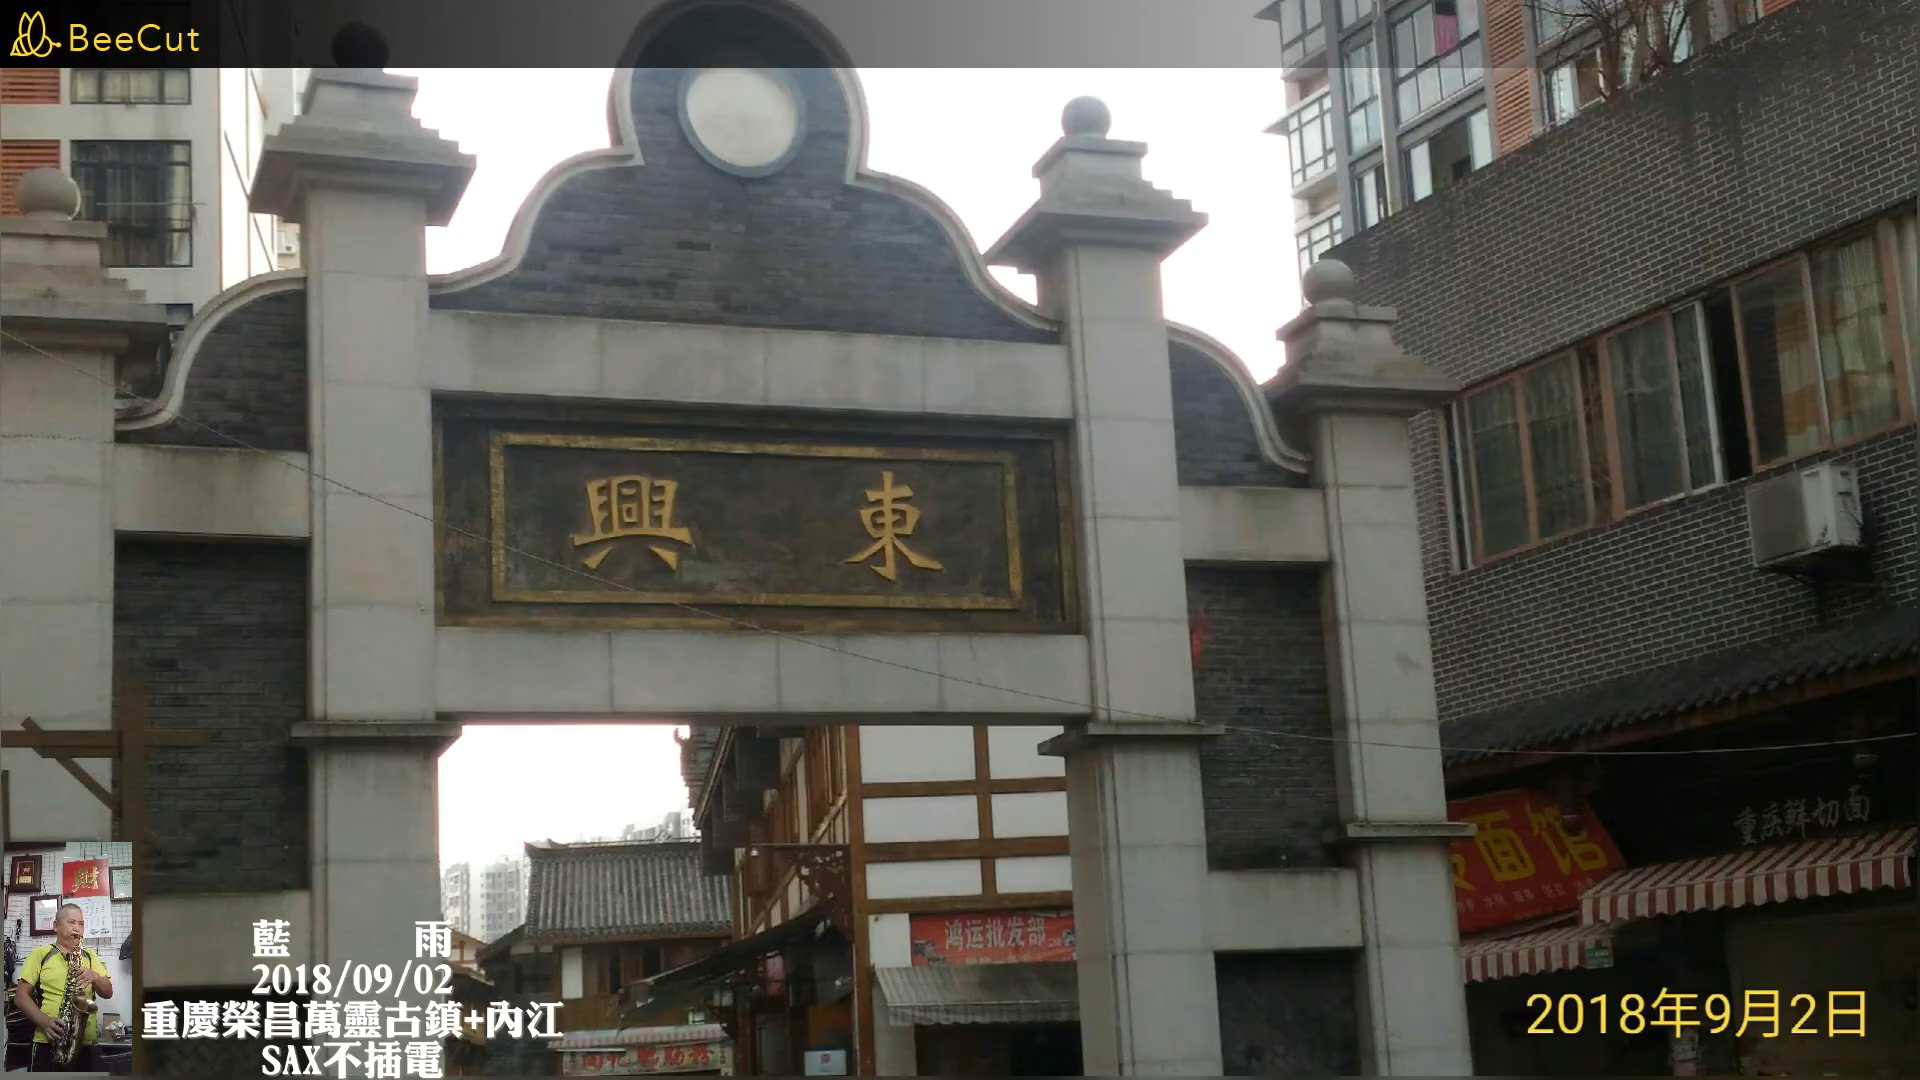 BeeCut
興 東
鸿运批发部
面馆
重庆鲜切面
財
藍 雨
2018/09/02
重慶榮昌萬靈古鎮+內江
SAX不插電
2018年9月2日